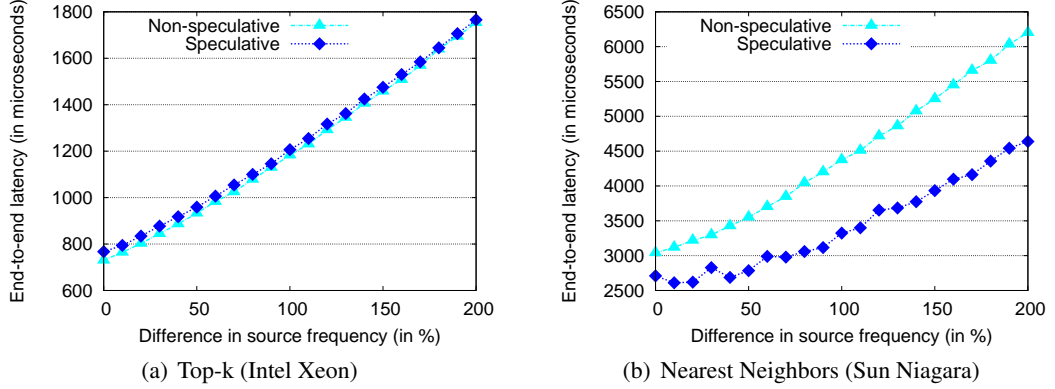 1800
1600
1400
1200
1000
800
600
0
50
100
150
200
End-to-end latency (in microseconds)
Difference in source frequency (in %)
Non-speculative
Speculative
(a) Top-k (Intel Xeon)
6500
6000
5500
5000
4500
4000
3500
3000
2500
0
50
100
150
200
End-to-end latency (in microseconds)
Difference in source frequency (in %)
Non-speculative
Speculative
(b) Nearest Neighbors (Sun Niagara)